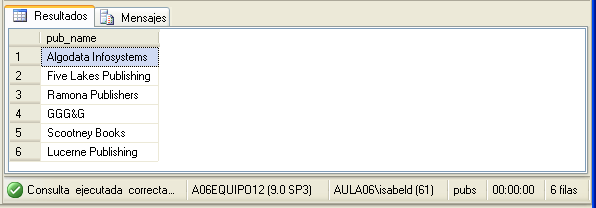 Resultados Mensajes
pub_name
1 Algodata Infosystems
2 Five Lakes Publishing
3 Ramona Publishers
4 GGG&G
5 Scootney Books
6 Lucerne Publishing
Consulta ejecutada correcta... A06EQUIPO12 (9.0 SP3) AULA06\isabeld (61) pubs 00:00:00 6 filas